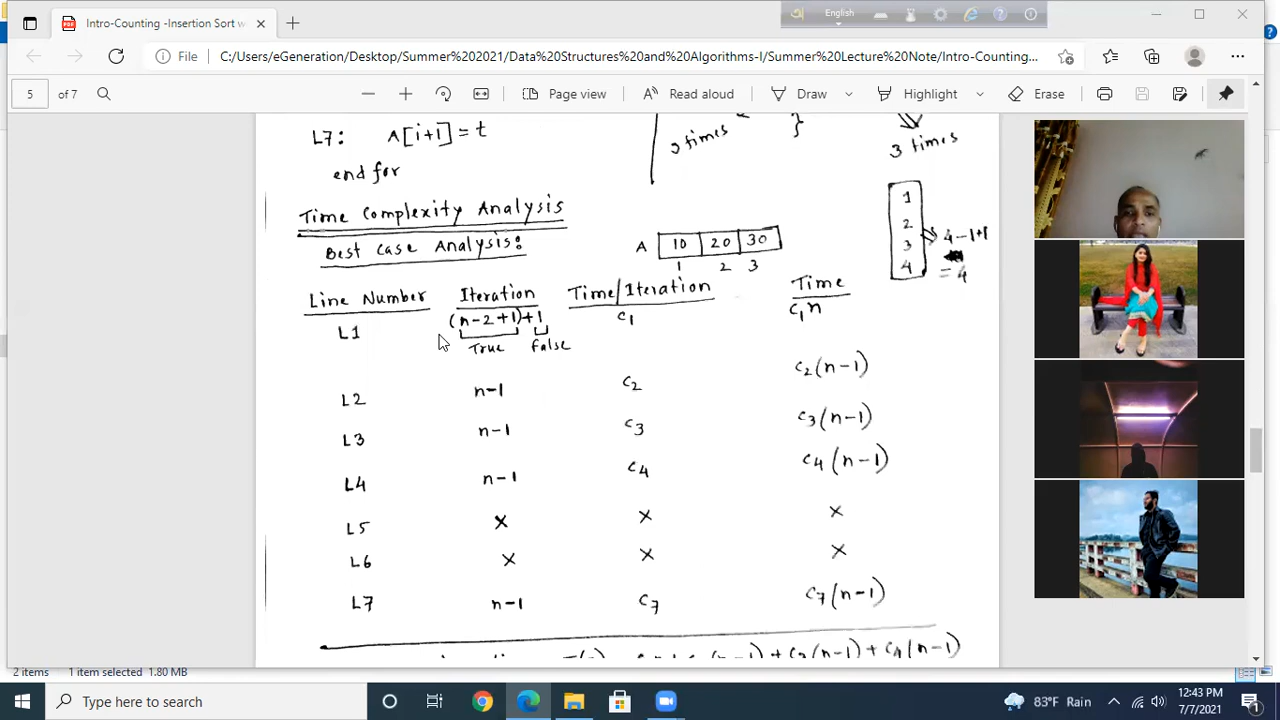 Intro-Counting -Insertion Sort w
English
File
C:/Users/eGeneration/Desktop/Summer%202021/Data%20Structures%20and%20Algorithms-I/Summer%20Lecture%20Note/Intro-Counting...
5 of 7
Page view
Read aloud
Draw
Highlight
Erase
L7: A[i+1] = t
}
3 times
end for
Time Complexity Analysis
Best case Analysis:
A 10 20 30
1 2 3
1
2
3
4
4-1+1
= 4
Line Number Iteration Time/Iteration Time
L1 (n-2+1)+1 c1 c1n
True False
L2 n-1 c2 c2(n-1)
L3 n-1 c3 c3(n-1)
L4 n-1 c4 c4(n-1)
L5 × × ×
L6 × × ×
L7 n-1 c7 c7(n-1)
2 items 1 item selected 1.80 MB
Type here to search
83°F Rain
12:43 PM
7/7/2021